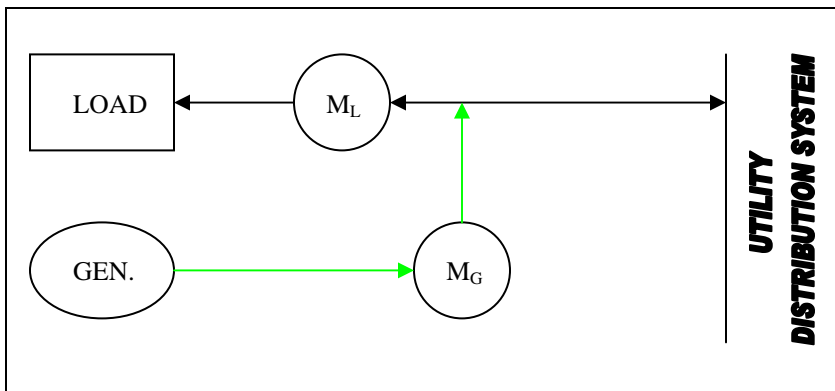 LOAD
M_L
GEN.
M_G
UTILITY
DISTRIBUTION SYSTEM